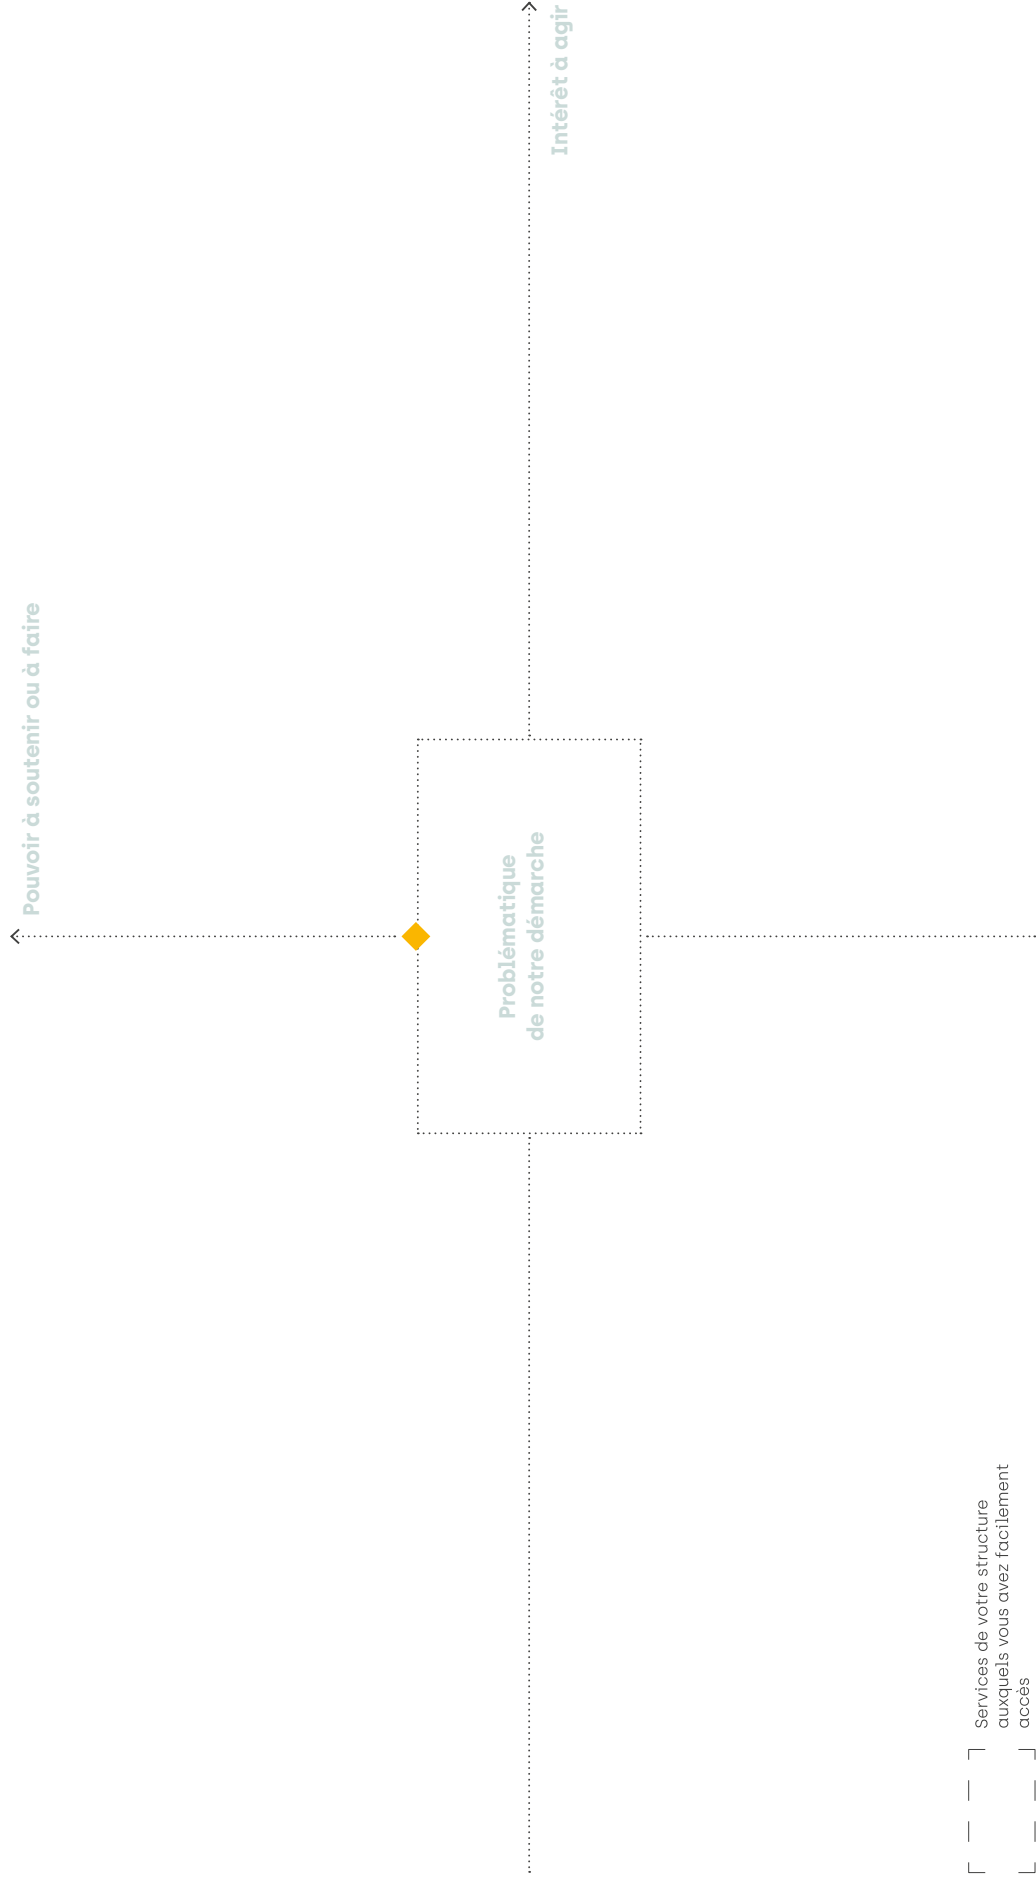 Pouvoir à soutenir ou à faire
Intérêt à agir
Problématique
de notre démarche
Services de votre structure
auxquels vous avez facilement
accès